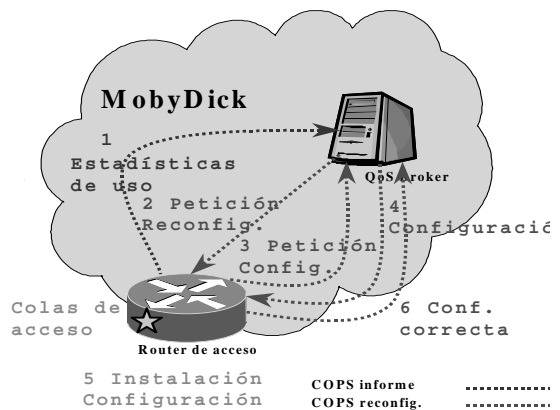 MobyDick
1
Estadísticas
de uso
QoS Broker
2 Petición
Reconfig.
4
Configuració
3 Petición
Config.
Colas de
acceso
6 Conf.
correcta
Router de acceso
5 Instalación
Configuración
COPS informe
COPS reconfig.